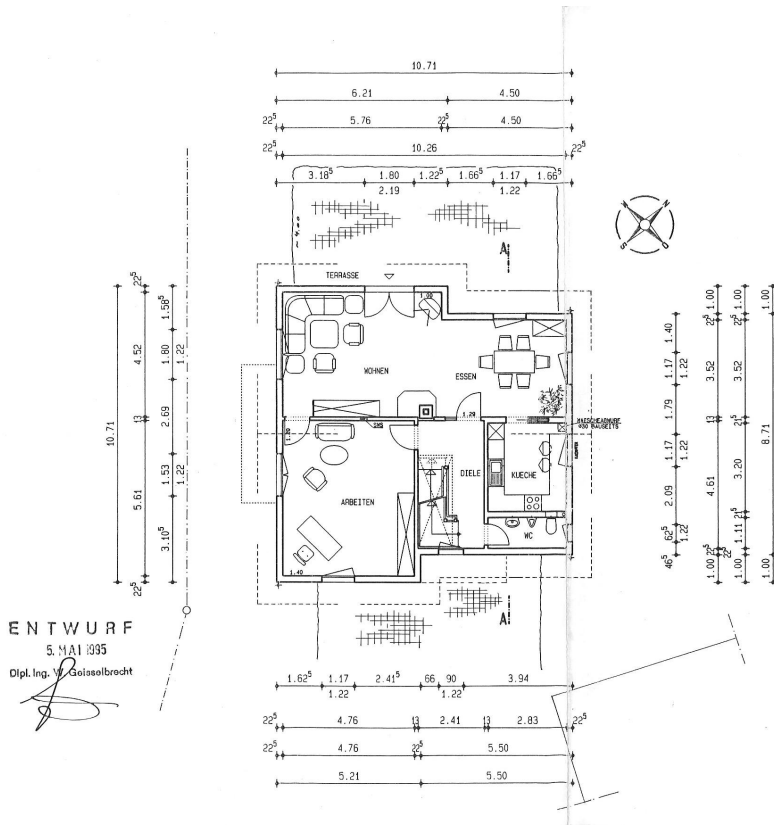 10.71
6.21 4.50
22⁵ 5.76 22⁵ 4.50
22⁵ 10.26 22⁵
3.18⁵ 1.80 1.22⁵ 1.66⁵ 1.17 1.66⁵
2.19 1.22
N
O
S
A
TERRASSE
1.00
WOHNEN
ESSEN
1.20
1.29
KUECHE
DIELE
ARBEITEN
WC
1.40
A
10.71
22⁵ 4.52 13 5.61 22⁵
1.58⁵ 1.80 2.69 1.53 3.10⁵
1.22 1.22
1.40 1.17 1.79 1.17 2.09 62⁵ 46⁵
1.22 1.22 1.22
1.00 22⁵ 3.52 13 4.61 22⁵ 1.00
22⁵
1.00 22⁵ 3.52 22⁵ 3.20 1.11 22⁵ 1.00
1.00 8.71 1.00
ENTWURF
5. MAI 1995
Dipl. Ing. W. Geisselbrecht
1.62⁵ 1.17 2.41⁵ 66 90 3.94
1.22 1.22
22⁵ 4.76 13 2.41 13 2.83 22⁵
22⁵ 4.76 22⁵ 5.50
5.21 5.50